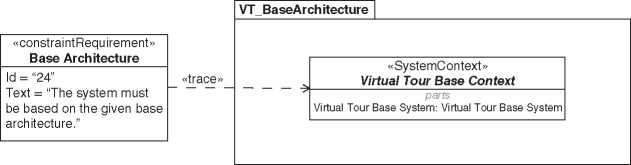 VT_BaseArchitecture
«constraintRequirement»
Base Architecture
Id = “24”
Text = “The system must
be based on the given base
architecture.”
«trace»
«SystemContext»
Virtual Tour Base Context
parts
Virtual Tour Base System: Virtual Tour Base System